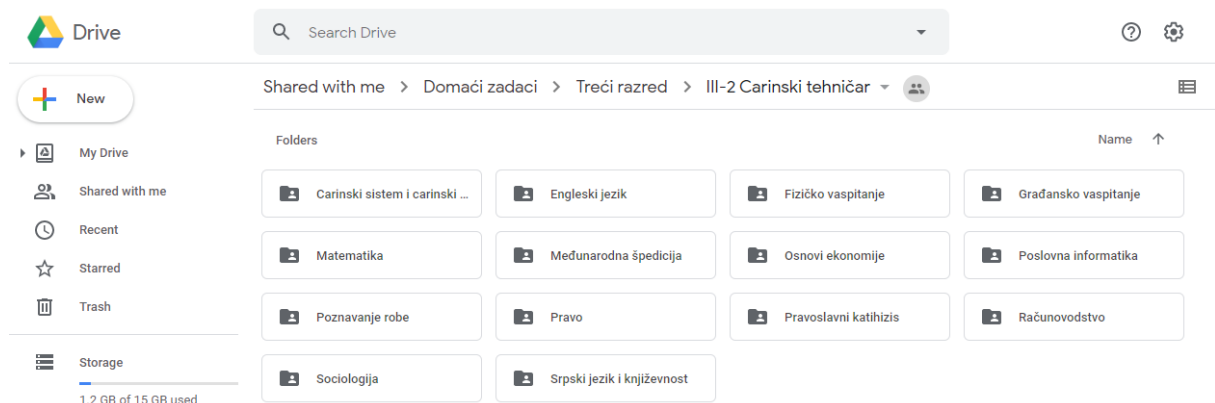 Drive
Search Drive
New
Shared with me > Domaći zadaci > Treći razred > III-2 Carinski tehničar
My Drive
Shared with me
Recent
Starred
Trash
Storage
1.2 GB of 15 GB used
Folders
Name
Carinski sistem i carinski ...
Engleski jezik
Fizičko vaspitanje
Građansko vaspitanje
Matematika
Međunarodna špedicija
Osnovi ekonomije
Poslovna informatika
Poznavanje robe
Pravo
Pravoslavni katihizis
Računovodstvo
Sociologija
Srpski jezik i književnost